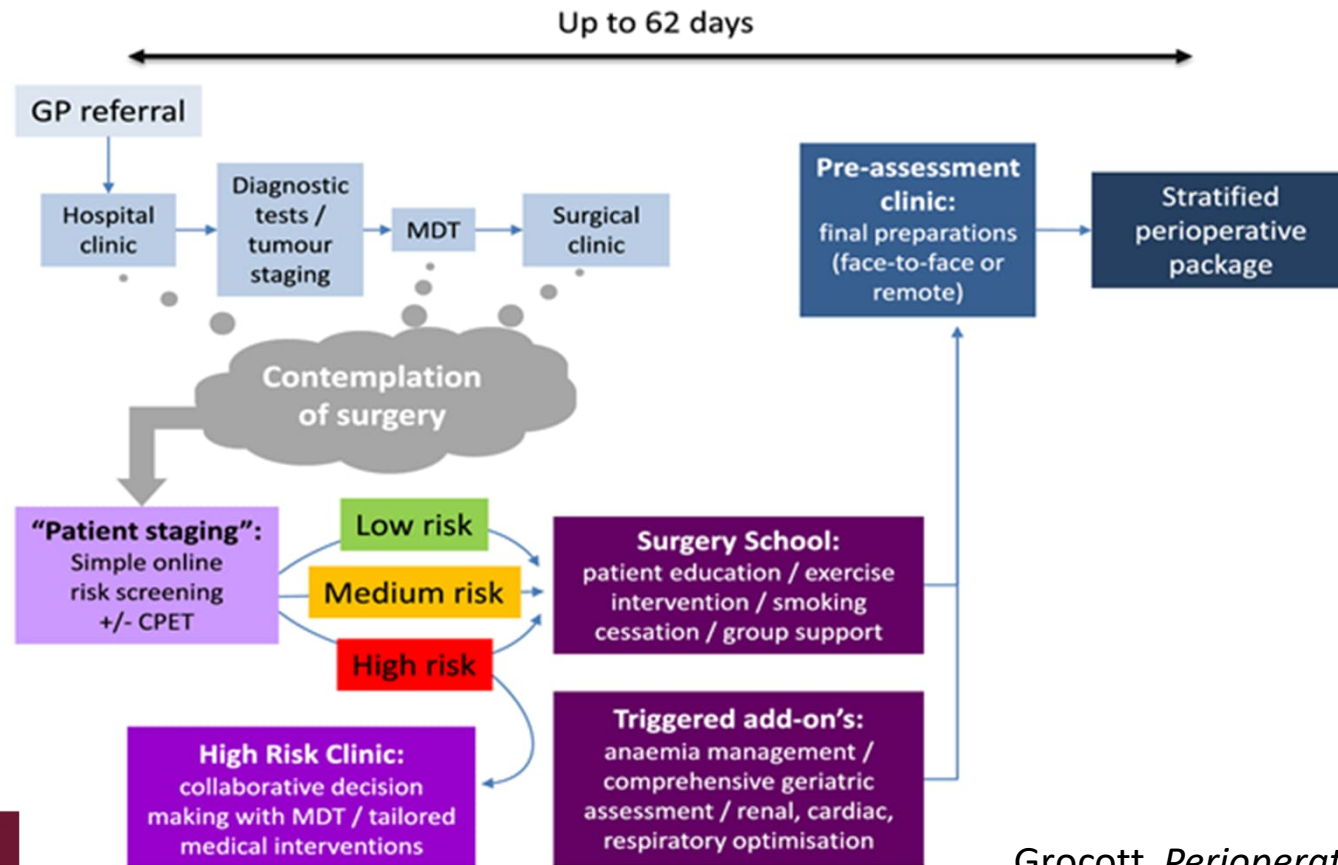 Up to 62 days
GP referral
Hospital
clinic
Diagnostic
tests /
tumour
staging
MDT
Surgical
clinic
Pre-assessment
clinic:
final preparations
(face-to-face or
remote)
Stratified
perioperative
package
Contemplation
of surgery
“Patient staging”:
Simple online
risk screening
+/- CPET
Low risk
Medium risk
High risk
Surgery School:
patient education / exercise
intervention / smoking
cessation / group support
High Risk Clinic:
collaborative decision
making with MDT / tailored
medical interventions
Triggered add-on’s:
anaemia management /
comprehensive geriatric
assessment / renal, cardiac,
respiratory optimisation
Grocott, Perioperat